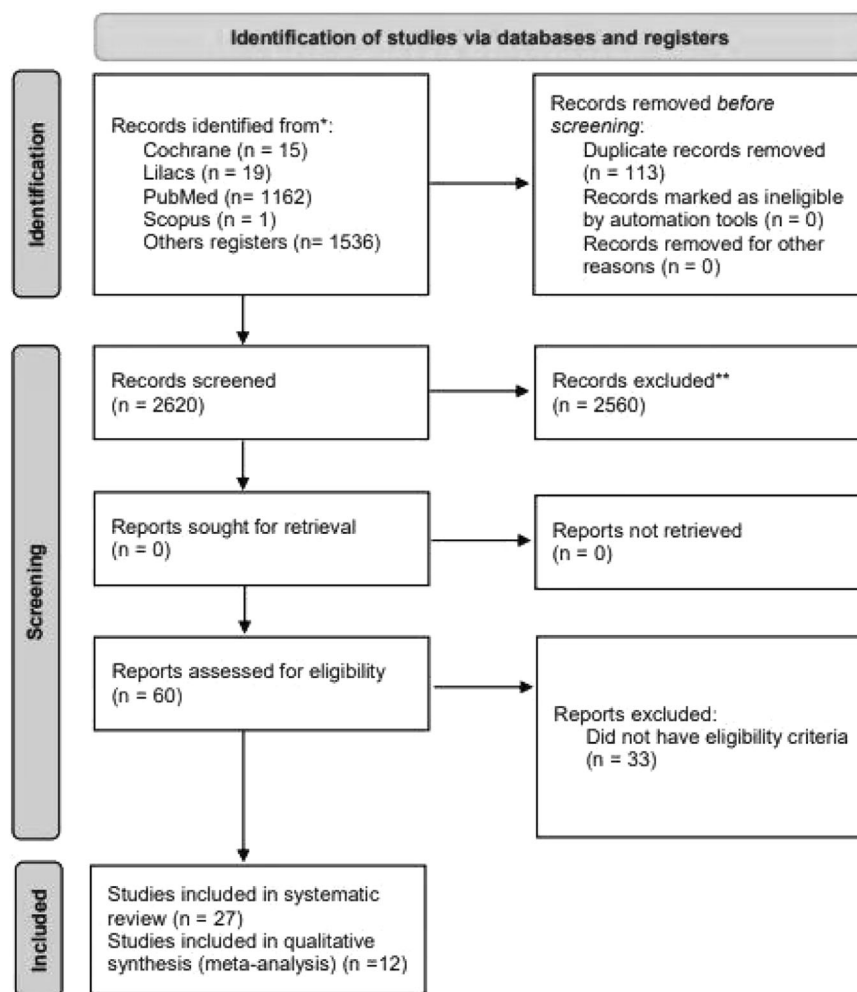 Identification of studies via databases and registers
Identification
Records identified from*:
Cochrane (n = 15)
Lilacs (n = 19)
PubMed (n= 1162)
Scopus (n = 1)
Others registers (n= 1536)
Records removed before
screening:
Duplicate records removed
(n = 113)
Records marked as ineligible
by automation tools (n = 0)
Records removed for other
reasons (n = 0)
Screening
Records screened
(n = 2620)
Records excluded**
(n = 2560)
Reports sought for retrieval
(n = 0)
Reports not retrieved
(n = 0)
Reports assessed for eligibility
(n = 60)
Reports excluded:
Did not have eligibility criteria
(n = 33)
Included
Studies included in systematic
review (n = 27)
Studies included in qualitative
synthesis (meta-analysis) (n =12)